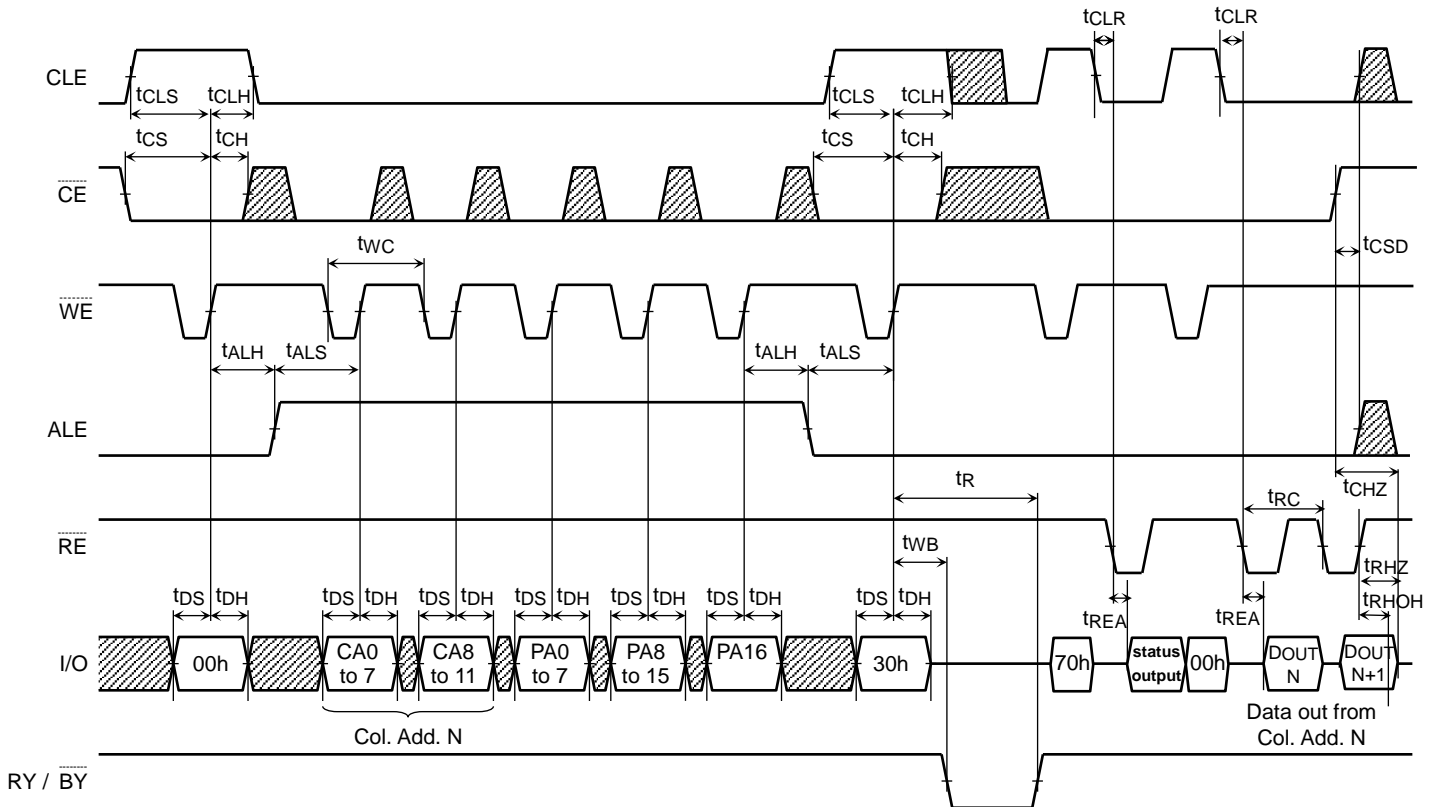 tCLR tCLR
CLE
tCLS tCLH tCLS tCLH
tCS tCH tCS tCH
CE
tWC tCSD
WE
tALH tALS tALH tALS
ALE
tR tCHZ
tRC
RE
tWB
tRHZ
tDS tDH tDS tDH tDS tDH tDS tDH tDS tDH tDS tDH tDS tDH tRHOH
tREA tREA
I/O 00h CA0 to 7 CA8 to 11 PA0 to 7 PA8 to 15 PA16 30h 70h status output 00h DOUT N DOUT N+1
Col. Add. N
Data out from
Col. Add. N
RY / BY